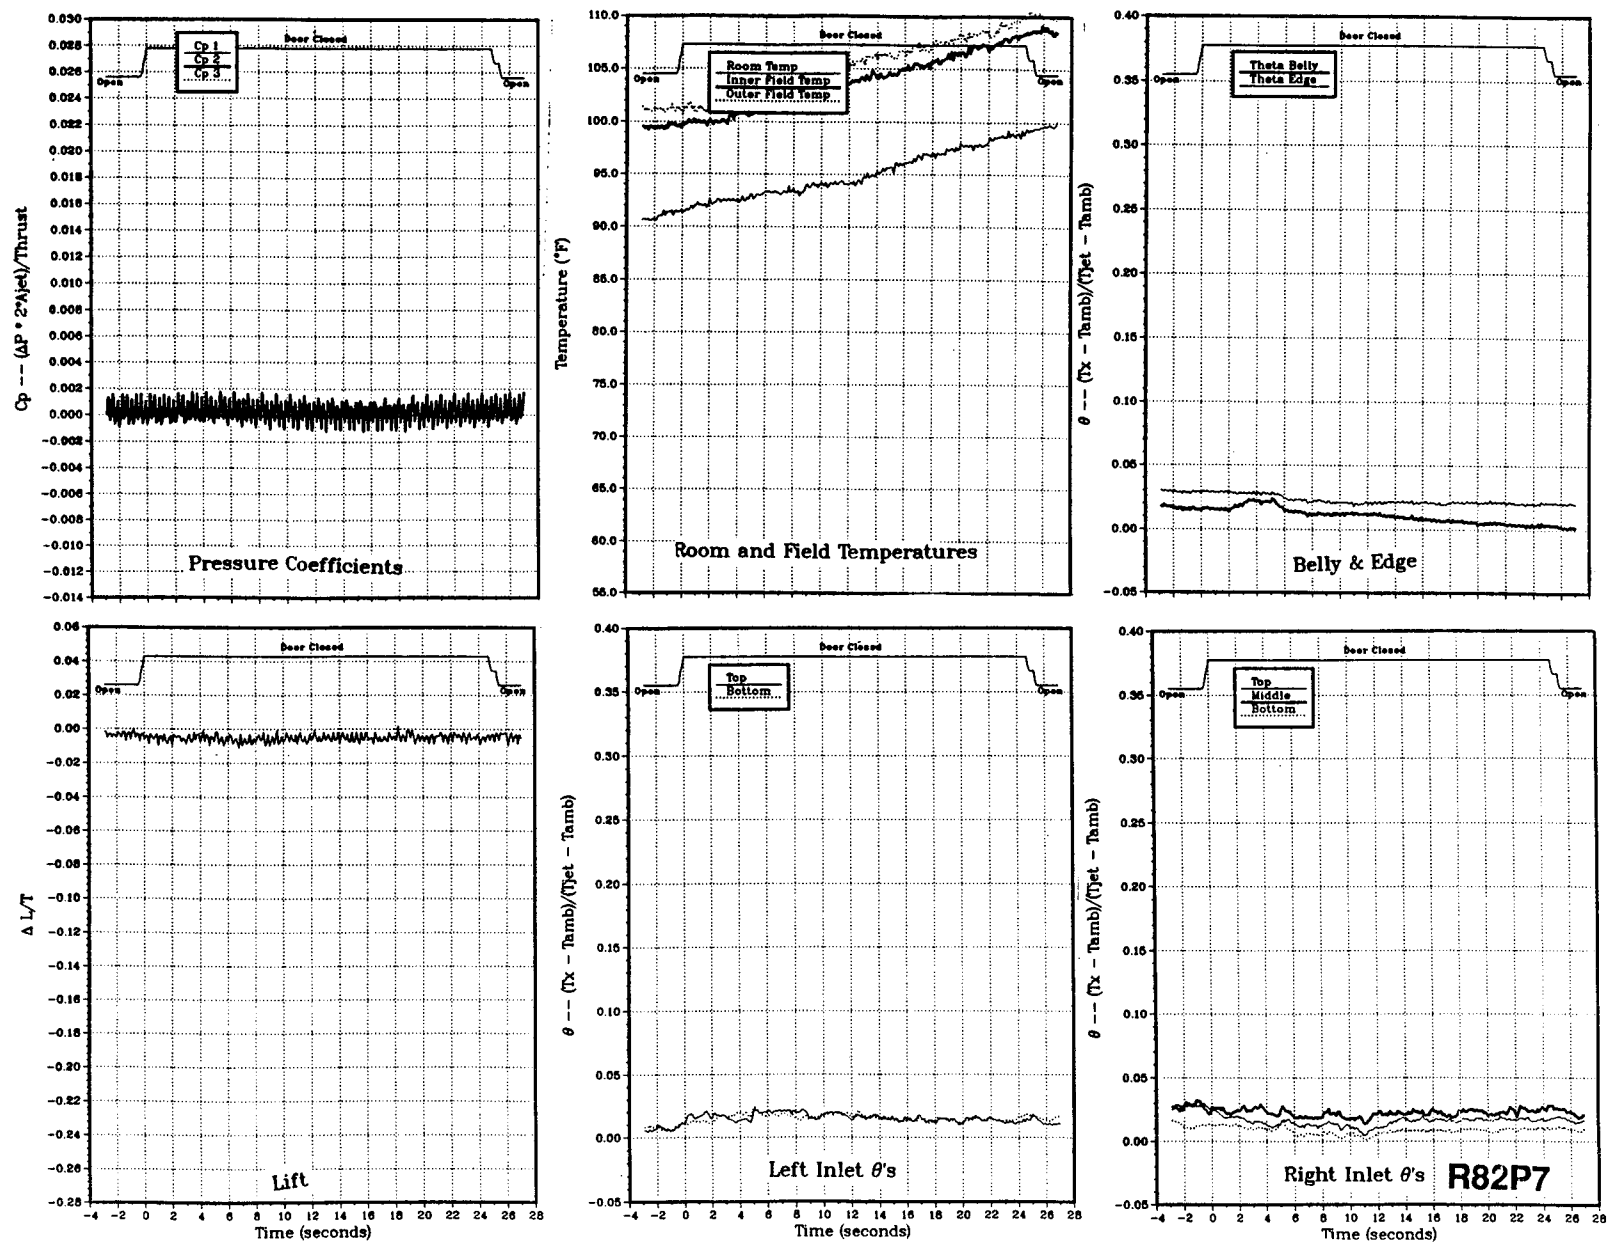 0.030
0.028
0.026
0.024
0.022
0.020
0.018
0.016
0.014
0.012
0.010
0.008
0.006
0.004
0.002
0.000
-0.002
-0.004
-0.006
-0.008
-0.010
-0.012
-0.014
Cp -- (ΔP * 2*Ajet)/Thrust
Door Closed
Open
Open
Cp 1
Cp 2
Cp 3
Pressure Coefficients
110.0
105.0
100.0
95.0
90.0
85.0
80.0
75.0
70.0
65.0
60.0
Temperature (°F)
Door Closed
Open
Open
Room Temp
Inner Field Temp
Outer Field Temp
Room and Field Temperatures
0.40
0.35
0.30
0.25
0.20
0.15
0.10
0.05
0.00
-0.05
θ -- (Tx - Tamb)/(Tjet - Tamb)
Door Closed
Open
Open
Theta Belly
Theta Edge
Belly & Edge
0.06
0.04
0.02
0.00
-0.02
-0.04
-0.06
-0.08
-0.10
-0.12
-0.14
-0.16
-0.18
-0.20
-0.22
-0.24
-0.26
-0.28
Δ L/T
Door Closed
Open
Open
Lift
-4 -2 0 2 4 6 8 10 12 14 16 18 20 22 24 26 28
Time (seconds)
0.40
0.35
0.30
0.25
0.20
0.15
0.10
0.05
0.00
-0.05
θ -- (Tx - Tamb)/(Tjet - Tamb)
Door Closed
Open
Open
Top
Bottom
Left Inlet θ's
-4 -2 0 2 4 6 8 10 12 14 16 18 20 22 24 26 28
Time (seconds)
0.40
0.35
0.30
0.25
0.20
0.15
0.10
0.05
0.00
-0.05
θ -- (Tx - Tamb)/(Tjet - Tamb)
Door Closed
Open
Open
Top
Middle
Bottom
Right Inlet θ's R82P7
-4 -2 0 2 4 6 8 10 12 14 16 18 20 22 24 26 28
Time (seconds)